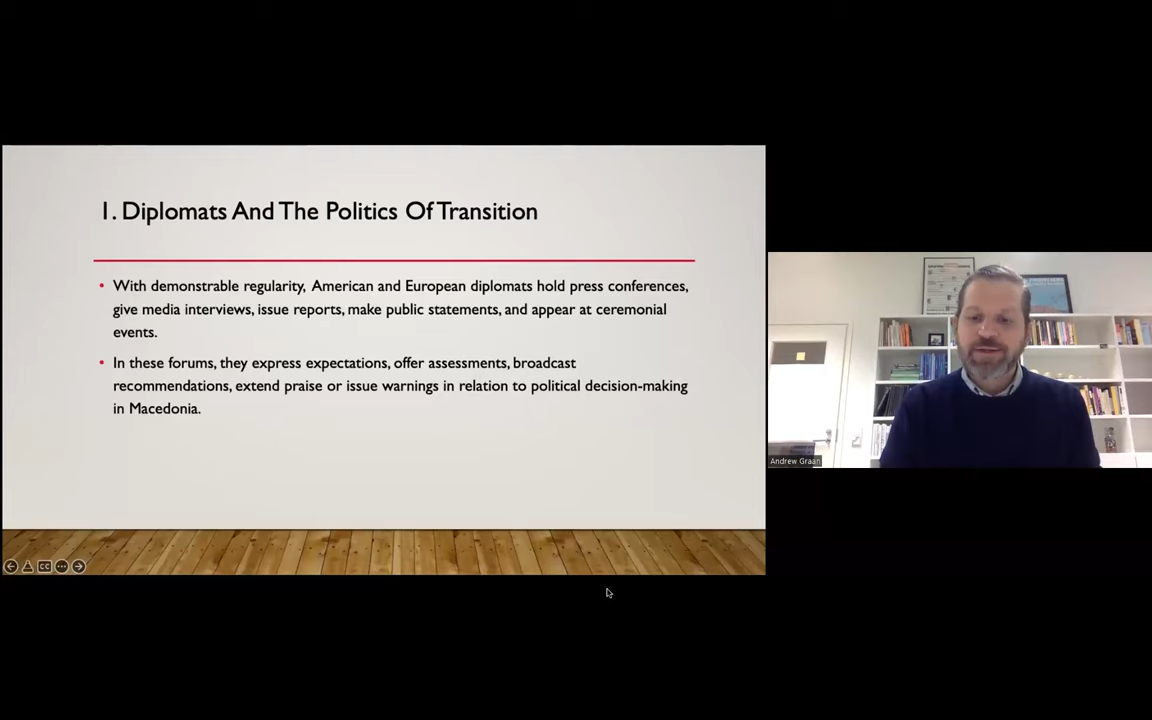 1. Diplomats And The Politics Of Transition
• With demonstrable regularity, American and European diplomats hold press conferences,
give media interviews, issue reports, make public statements, and appear at ceremonial
events.
• In these forums, they express expectations, offer assessments, broadcast
recommendations, extend praise or issue warnings in relation to political decision-making
in Macedonia.
CC
Andrew Graan